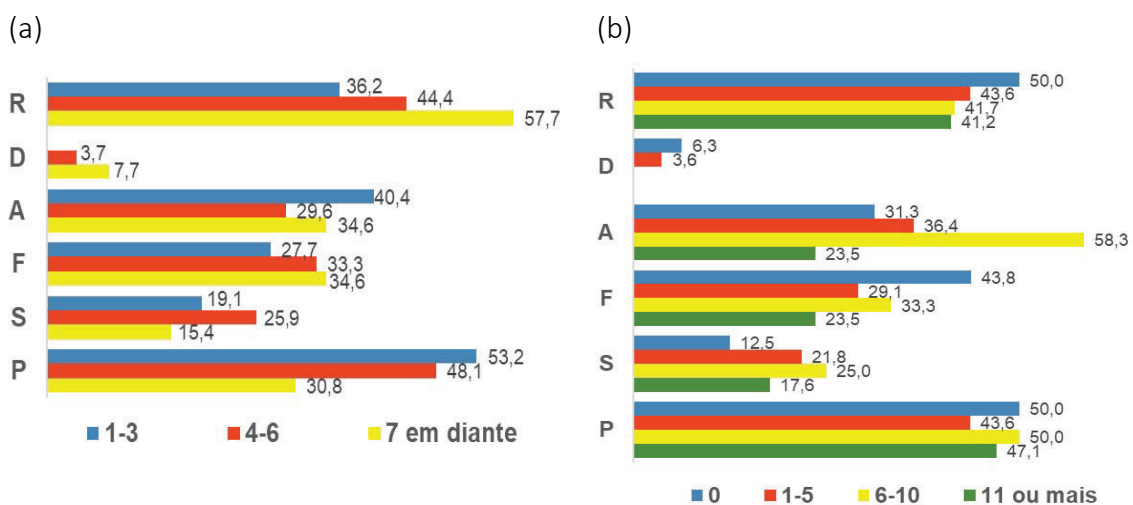 (a)
R
36,2
44,4
57,7
D
3,7
7,7
A
40,4
29,6
34,6
F
27,7
33,3
34,6
S
19,1
25,9
15,4
P
53,2
48,1
30,8
1-3 4-6 7 em diante
(b)
R
50,0
43,6
41,7
41,2
D
6,3
3,6
A
31,3
36,4
58,3
23,5
F
43,8
29,1
33,3
23,5
S
12,5
21,8
25,0
17,6
P
50,0
43,6
50,0
47,1
0 1-5 6-10 11 ou mais